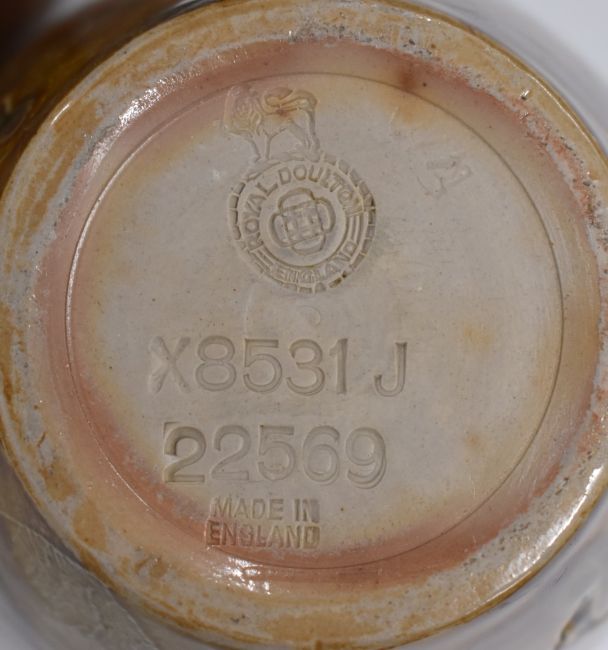 ROYAL DOULTON
ENGLAND
X8531 J
22569
MADE IN
ENGLAND